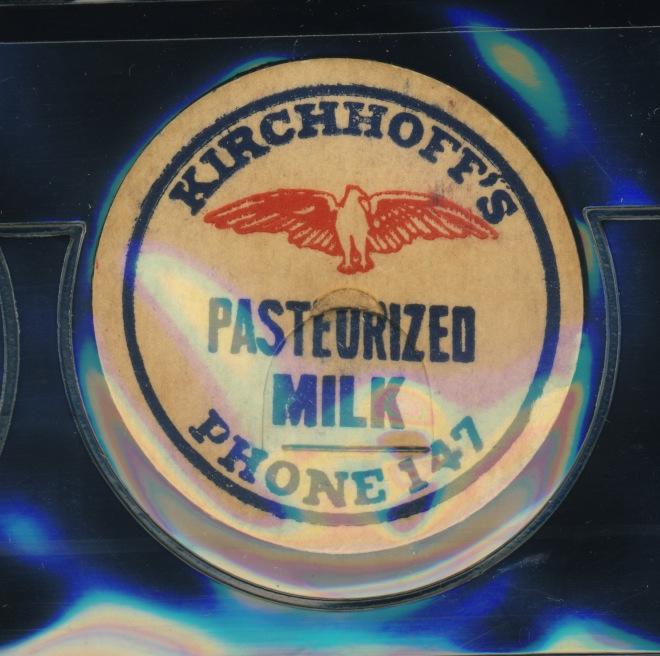 KIRCHHOFF'S
PASTEURIZED
MILK
PHONE 147